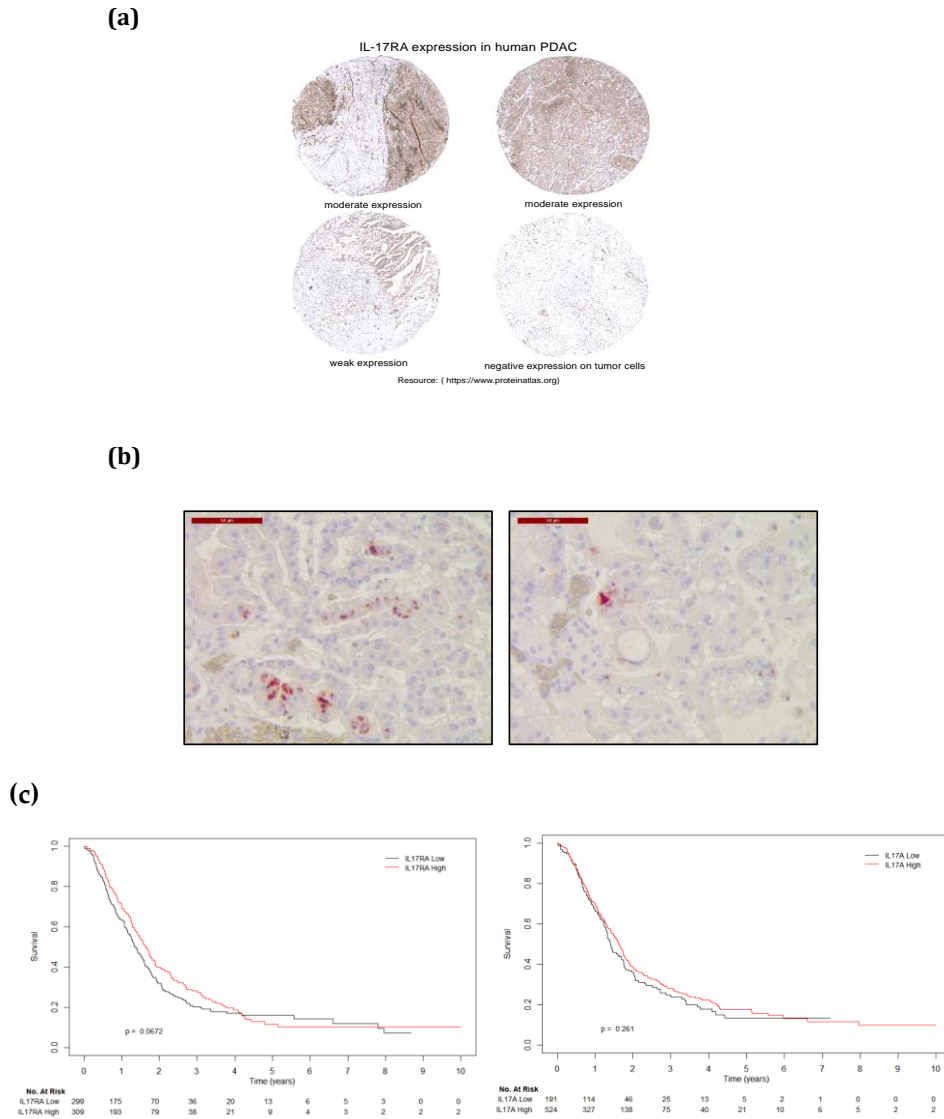 (a)
IL-17RA expression in human PDAC
moderate expression
moderate expression
weak expression
negative expression on tumor cells
Resource: ( https://www.proteinatlas.org)
(b)
(c)
IL17RA Low
IL17RA High
Survival
1.0
0.8
0.6
0.4
0.2
0.0
p = 0.0672
0 1 2 3 4 5 6 7 8 9 10
Time (years)
No. At Risk
IL17RA Low 299 175 70 36 20 13 6 5 3 0 0
IL17RA High 309 193 79 38 21 9 4 3 2 2 2
IL17A Low
IL17A High
Survival
1.0
0.8
0.6
0.4
0.2
0.0
p = 0.261
0 1 2 3 4 5 6 7 8 9 10
Time (years)
No. At Risk
IL17A Low 191 114 46 25 13 5 2 1 0 0 0
IL17A High 524 327 138 75 40 21 10 6 5 2 2